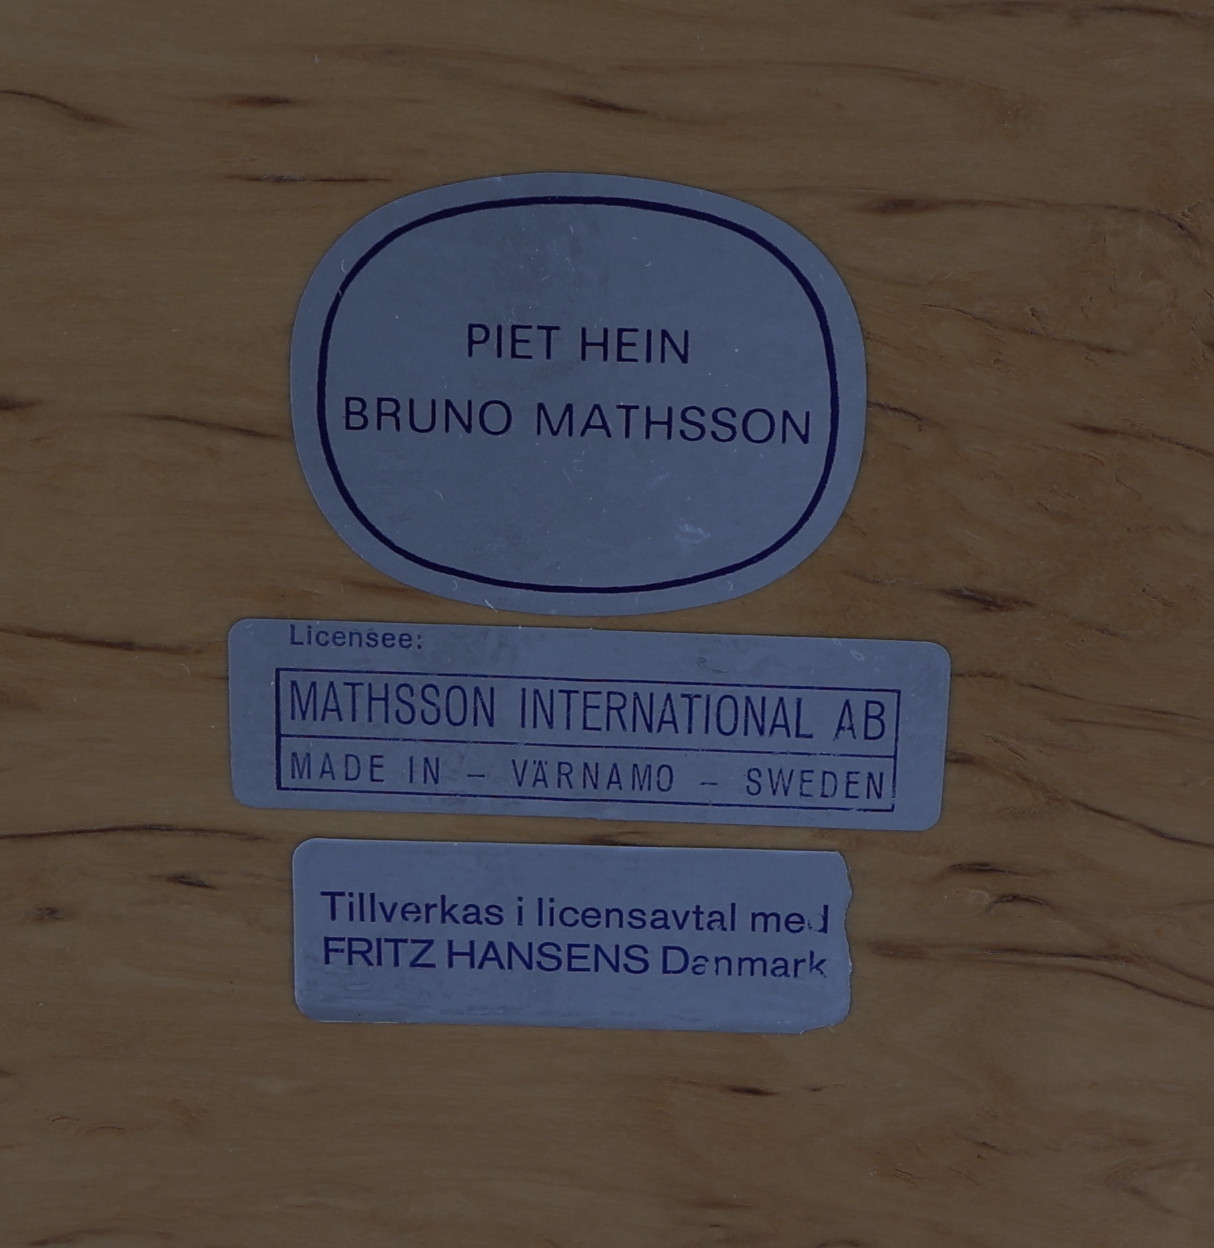 PIET HEIN
BRUNO MATHSSON
Licensee:
MATHSSON INTERNATIONAL AB
MADE IN – VÄRNAMO – SWEDEN
Tillverkas i licensavtal med
FRITZ HANSENS Danmark